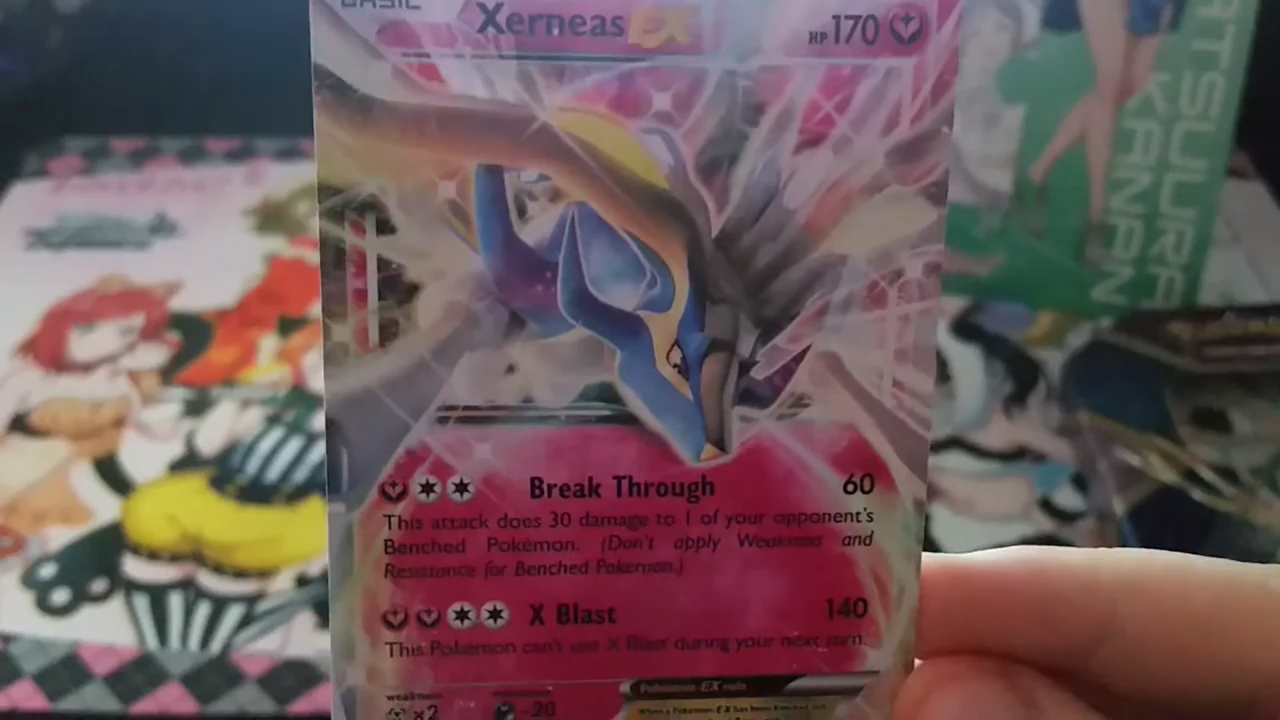 BASIC
Xerneas EX
HP 170
Break Through 60
This attack does 30 damage to 1 of your opponent's
Benched Pokémon. (Don't apply Weakness and
Resistance for Benched Pokémon.)
X Blast 140
This Pokémon can't use X Blast during your next turn.
weakness
×2
-20
Pokémon EX rule
When a Pokémon-EX has been Knocked Out
MATSUURA
KANAN